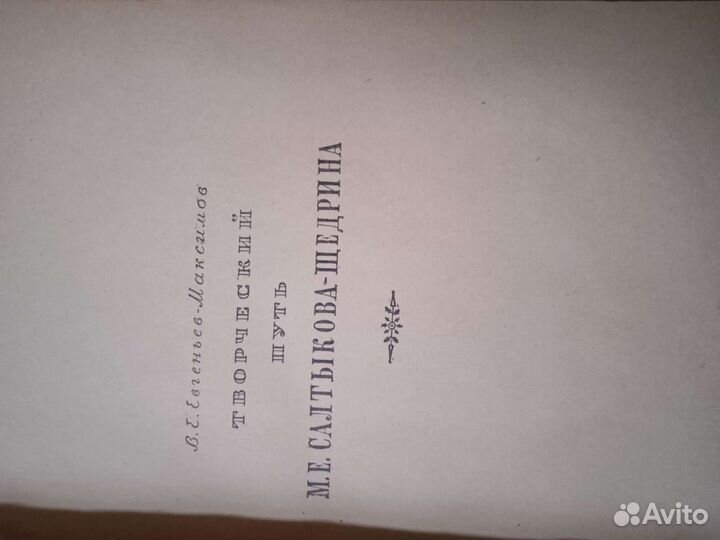 В. Е. Евгеньев-Максимов
ТВОРЧЕСКИЙ
ПУТЬ
М. Е. САЛТЫКОВА-ЩЕДРИНА
Avito